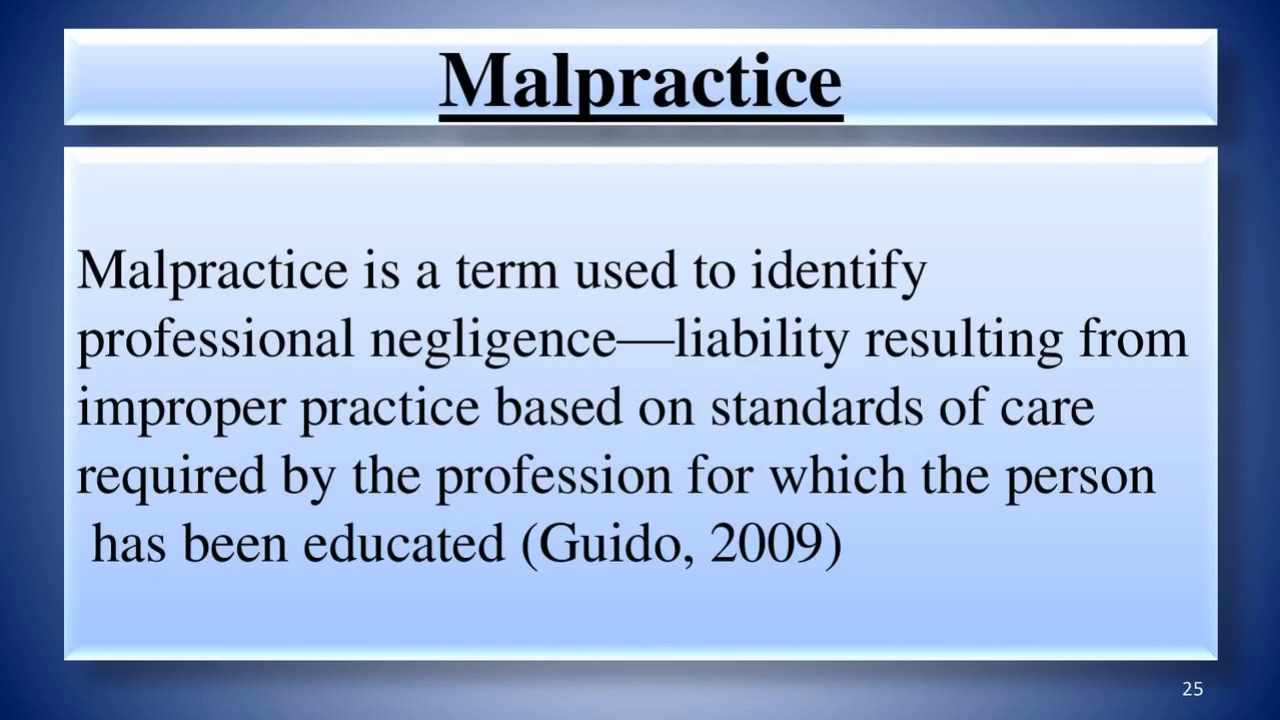 Malpractice
Malpractice is a term used to identify
professional negligence—liability resulting from
improper practice based on standards of care
required by the profession for which the person
has been educated (Guido, 2009)
25